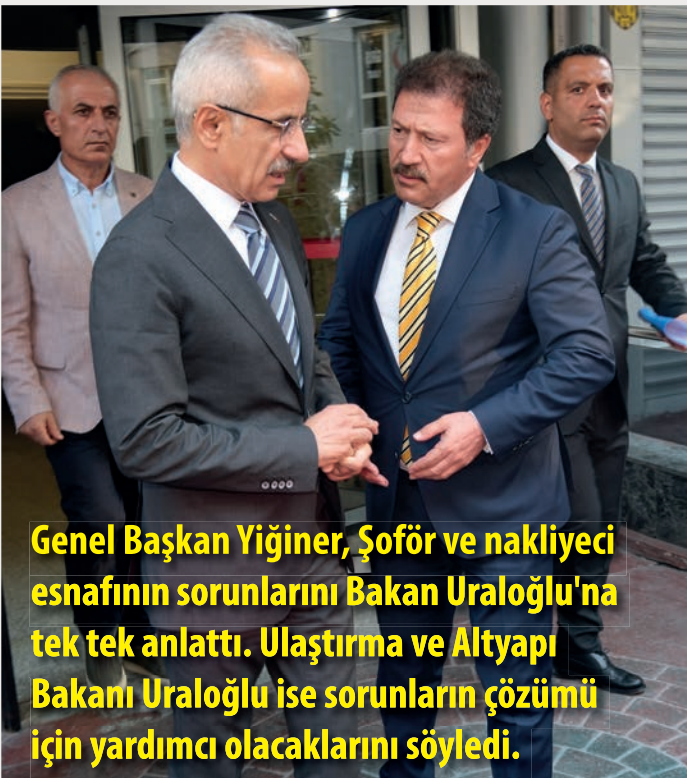 Genel Başkan Yiğiner, Şoför ve nakliyeci
esnafının sorunlarını Bakan Uraloğlu'na
tek tek anlattı. Ulaştırma ve Altyapı
Bakanı Uraloğlu ise sorunların çözümü
için yardımcı olacaklarını söyledi.